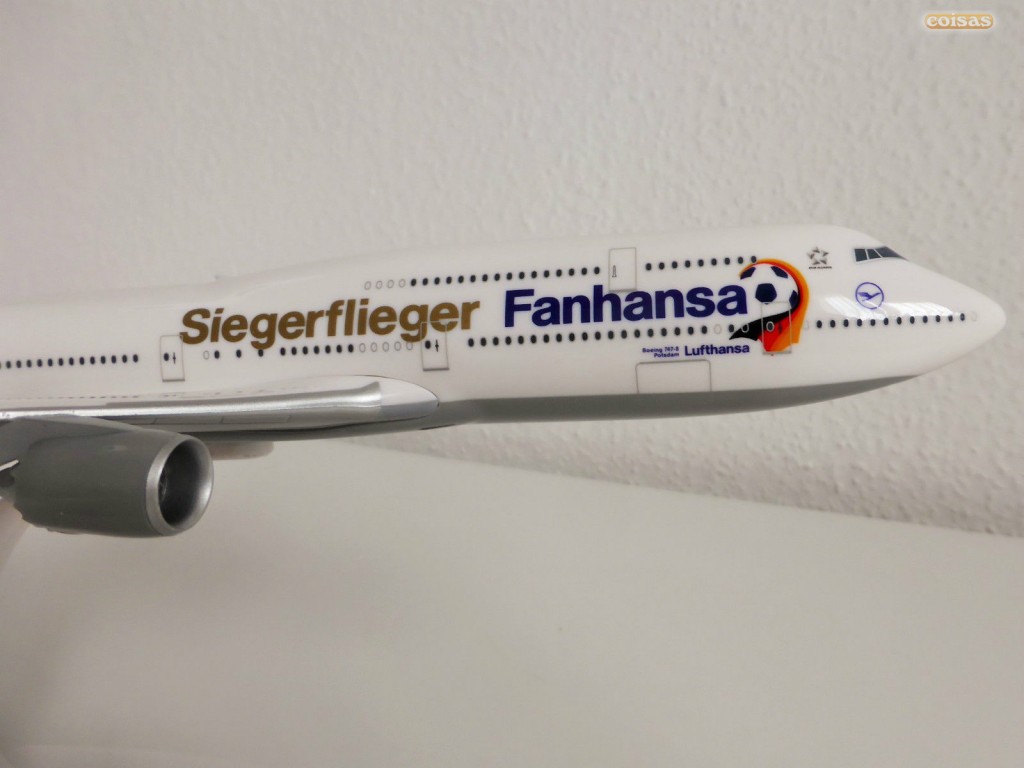 coisas
Siegerflieger Fanhansa
Boeing 747-8
Potsdam
Lufthansa